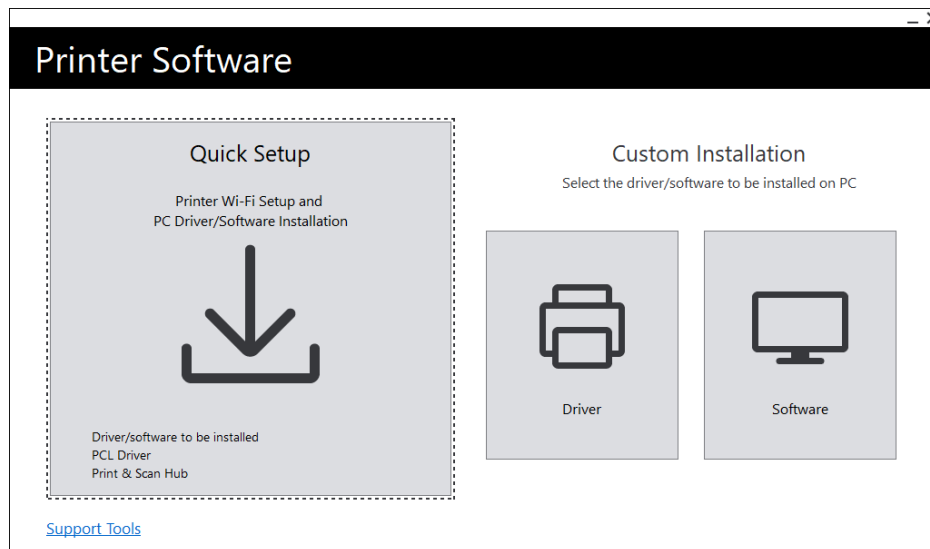 Printer Software
Quick Setup
Printer Wi-Fi Setup and
PC Driver/Software Installation
Driver/software to be installed
PCL Driver
Print & Scan Hub
Custom Installation
Select the driver/software to be installed on PC
Driver
Software
Support Tools